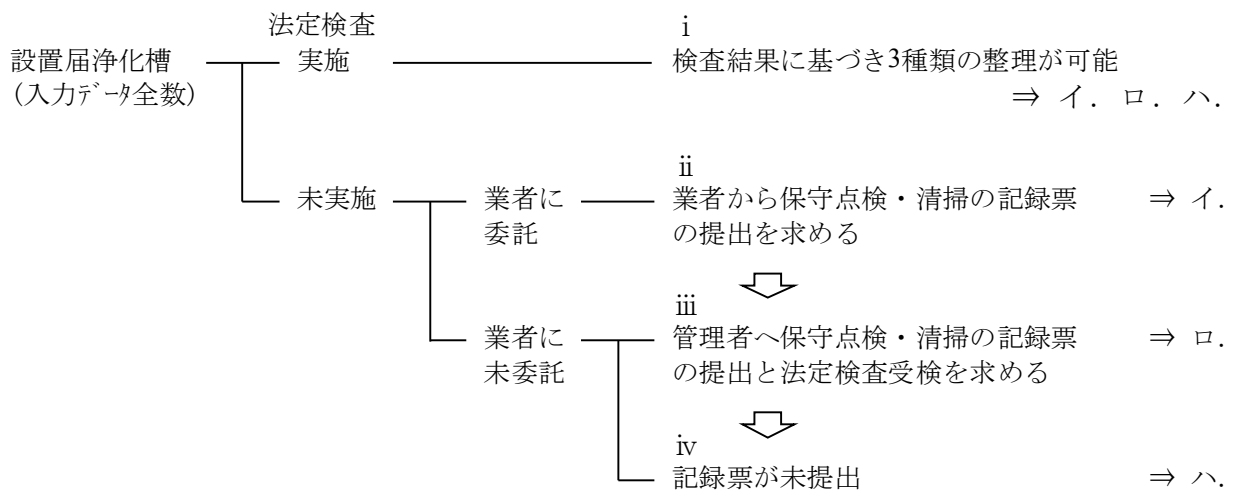 法定検査
ⅰ
設置届浄化槽 実施 検査結果に基づき3種類の整理が可能
(入力ﾃﾞｰﾀ全数) ⇒ イ．ロ．ハ．
ⅱ
未実施 業者に 業者から保守点検・清掃の記録票 ⇒ イ．
委託 の提出を求める
ⅲ
業者に 管理者へ保守点検・清掃の記録票 ⇒ ロ．
未委託 の提出と法定検査受検を求める
ⅳ
記録票が未提出 ⇒ ハ．